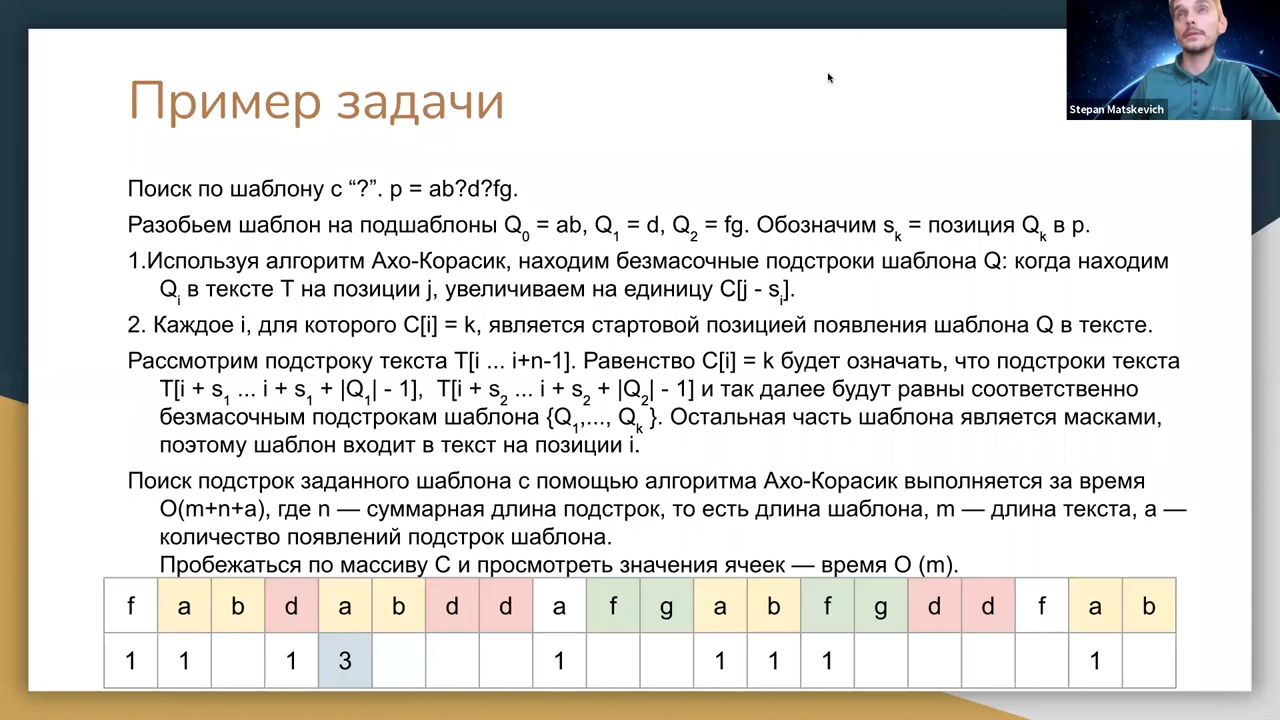 Stepan Matskevich
Пример задачи
Поиск по шаблону с “?”. p = ab?d?fg.
Разобьем шаблон на подшаблоны Q0 = ab, Q1 = d, Q2 = fg. Обозначим sk = позиция Qk в p.
1.Используя алгоритм Ахо-Корасик, находим безмасочные подстроки шаблона Q: когда находим
Qi в тексте T на позиции j, увеличиваем на единицу C[j - si].
2. Каждое i, для которого C[i] = k, является стартовой позицией появления шаблона Q в тексте.
Рассмотрим подстроку текста T[i ... i+n-1]. Равенство C[i] = k будет означать, что подстроки текста
T[i + s1 ... i + s1 + |Q1| - 1], T[i + s2 ... i + s2 + |Q2| - 1] и так далее будут равны соответственно
безмасочным подстрокам шаблона {Q1,..., Qk }. Остальная часть шаблона является масками,
поэтому шаблон входит в текст на позиции i.
Поиск подстрок заданного шаблона с помощью алгоритма Ахо-Корасик выполняется за время
O(m+n+a), где n — суммарная длина подстрок, то есть длина шаблона, m — длина текста, a —
количество появлений подстрок шаблона.
Пробежаться по массиву C и просмотреть значения ячеек — время O (m).
f a b d a b d d a f g a b f g d d f a b
1 1 1 3 1 1 1 1 1